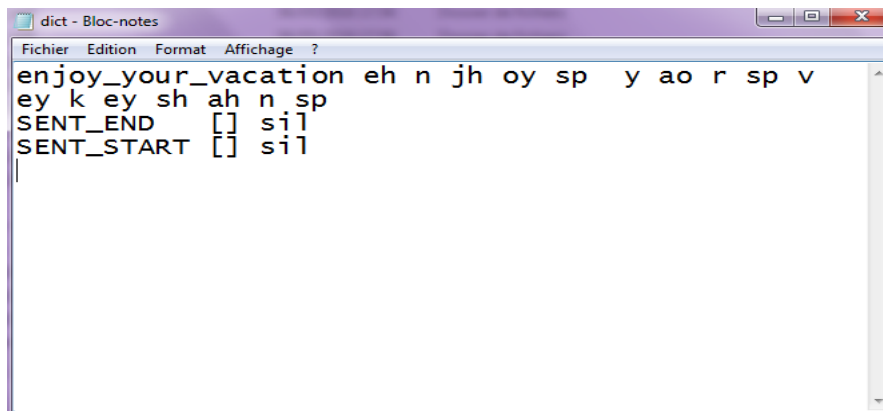 dict - Bloc-notes
Fichier Edition Format Affichage ?
enjoy_your_vacation eh n jh oy sp  y ao r sp v
ey k ey sh ah n sp
SENT_END   [] sil
SENT_START [] sil